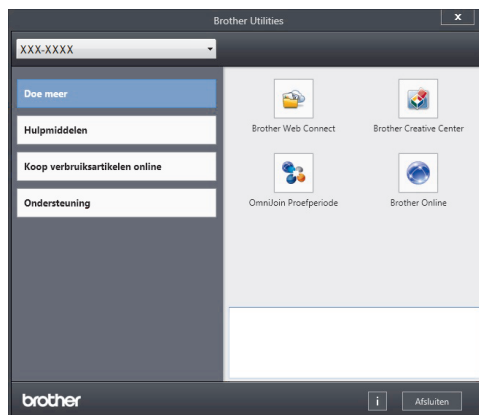 Brother Utilities
X
XXX-XXXX
Doe meer
Hulpmiddelen
Koop verbruiksartikelen online
Ondersteuning
Brother Web Connect
Brother Creative Center
OmniJoin Proefperiode
Brother Online
brother
i
Afsluiten